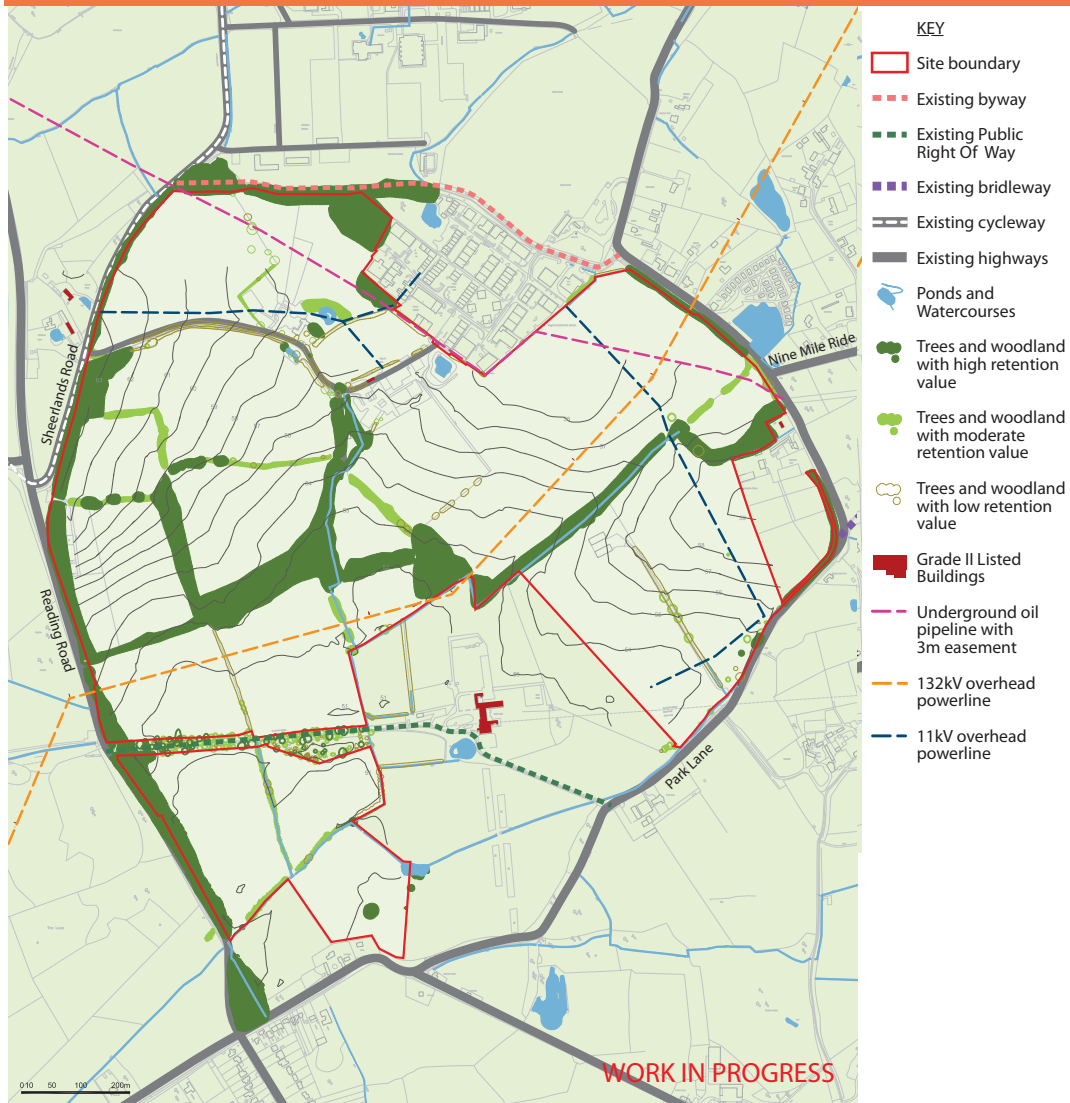 KEY
Site boundary
Existing byway
Existing Public
Right Of Way
Existing bridleway
Existing cycleway
Existing highways
Ponds and
Watercourses
Trees and woodland
with high retention
value
Trees and woodland
with moderate
retention value
Trees and woodland
with low retention
value
Grade II Listed
Buildings
Underground oil
pipeline with
3m easement
132kV overhead
powerline
11kV overhead
powerline
Nine Mile Ride
Sheerlands Road
Reading Road
Park Lane
WORK IN PROGRESS
0 10 50 100 200m